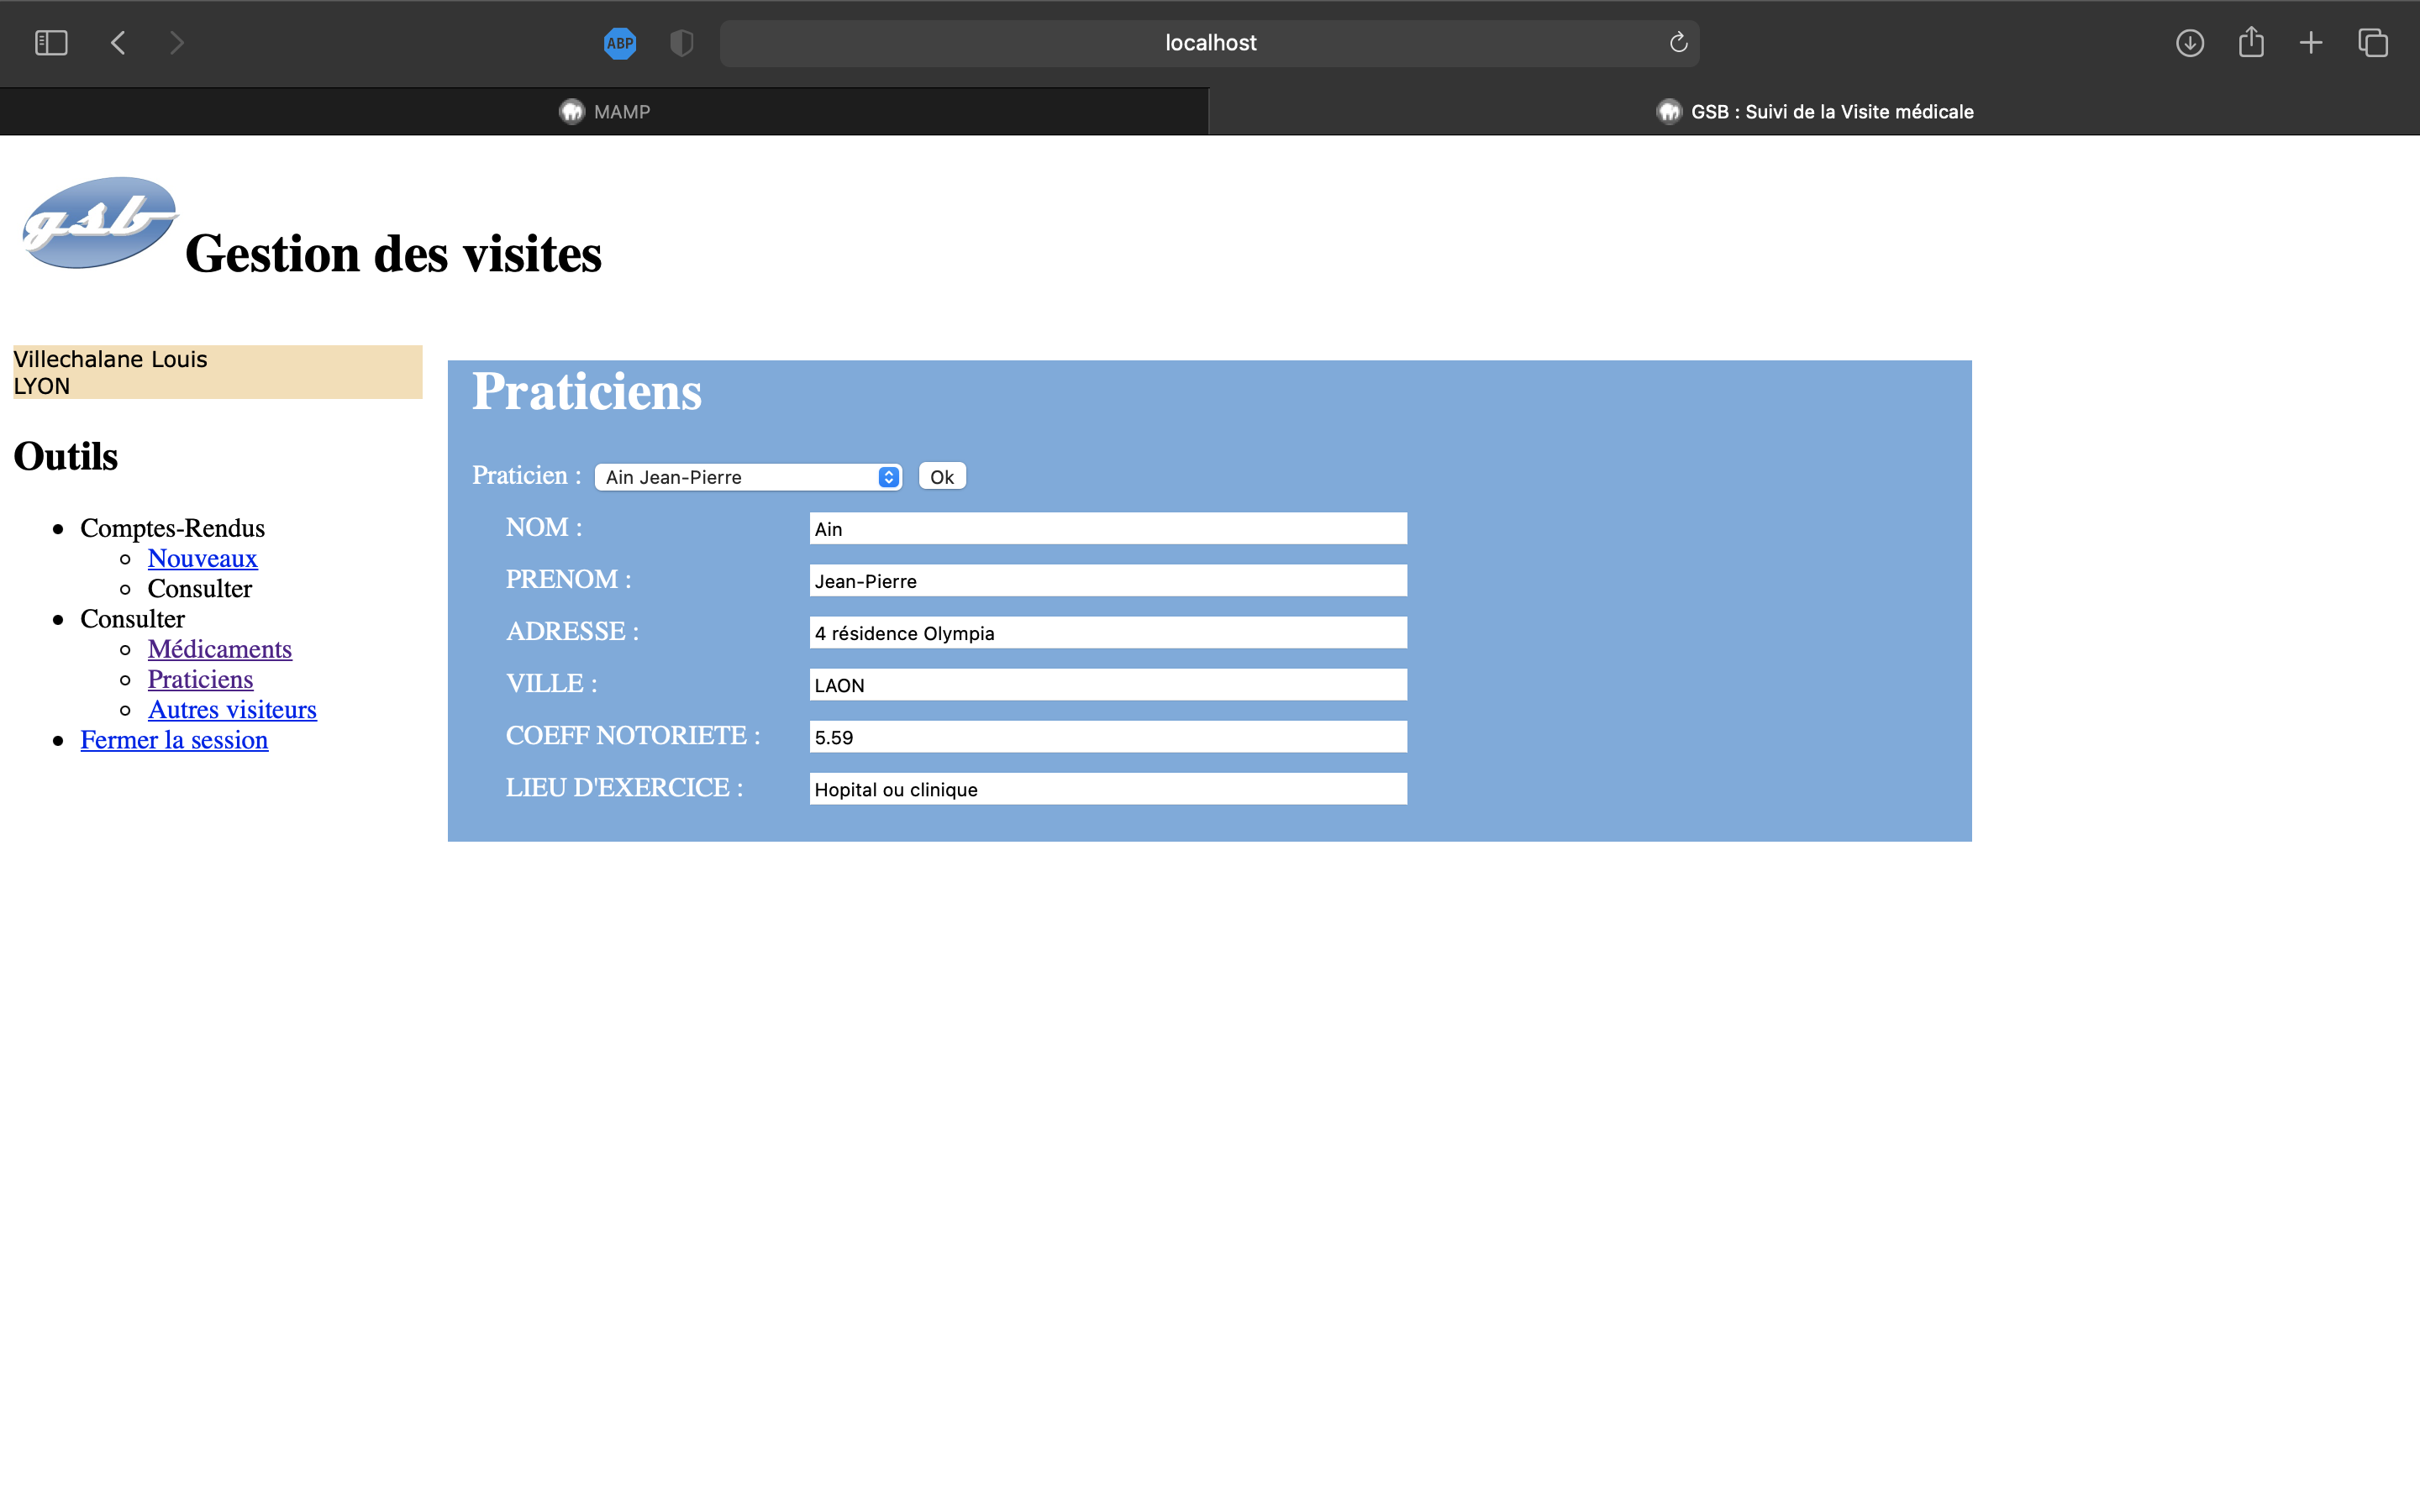 ABP
localhost
MAMP
GSB : Suivi de la Visite médicale
gsb Gestion des visites
Villechalane Louis
LYON
Outils
Comptes-Rendus
Nouveaux
Consulter
Consulter
Médicaments
Praticiens
Autres visiteurs
Fermer la session
Praticiens
Praticien : Ain Jean-Pierre Ok
NOM : Ain
PRENOM : Jean-Pierre
ADRESSE : 4 résidence Olympia
VILLE : LAON
COEFF NOTORIETE : 5.59
LIEU D'EXERCICE : Hopital ou clinique